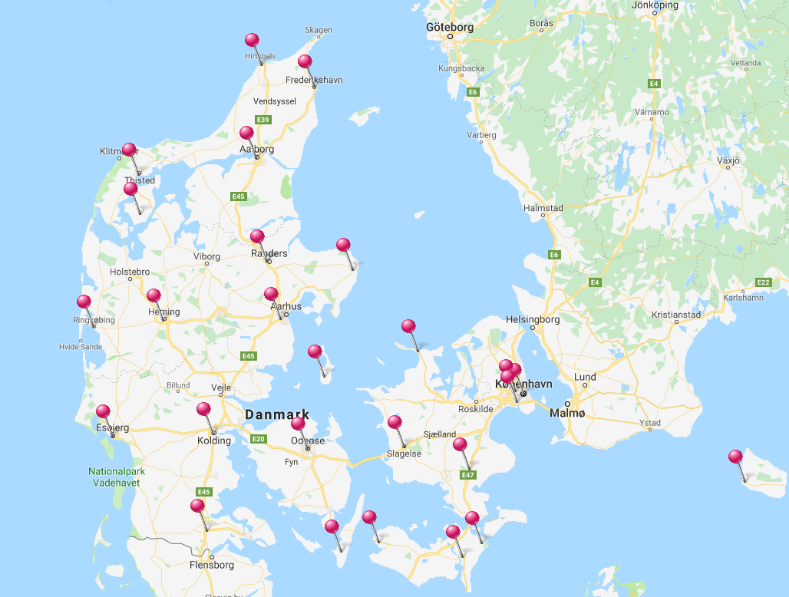 Jönköping
Göteborg
Borås
Skagen
Hirtshals
Kungsbacka
Vetlanda
Frederikshavn
E6
E4
Vendsyssel
Värnamo
E39
Varberg
Aalborg
Växjö
Thisted
E45
Halmstad
Randers
Viborg
E6
Holstebro
E4
E22
Karlshamn
Aarhus
Herning
Kristianstad
Ringkøbing
Helsingborg
Hvide Sande
E45
Lund
Billund
Vejle
København
Roskilde
Danmark
Malmø
Ystad
Esbjerg
Kolding
E20
Odense
Sjælland
Slagelse
Fyn
Nationalpark
Vadehavet
E47
E45
Flensborg